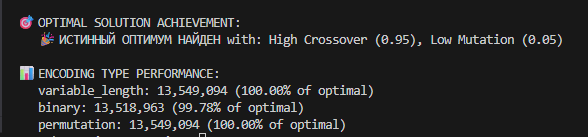 🎯 OPTIMAL SOLUTION ACHIEVEMENT:
🎉 ИСТИННЫЙ ОПТИМУМ НАЙДЕН with: High Crossover (0.95), Low Mutation (0.05)
📊 ENCODING TYPE PERFORMANCE:
variable_length: 13,549,094 (100.00% of optimal)
binary: 13,518,963 (99.78% of optimal)
permutation: 13,549,094 (100.00% of optimal)